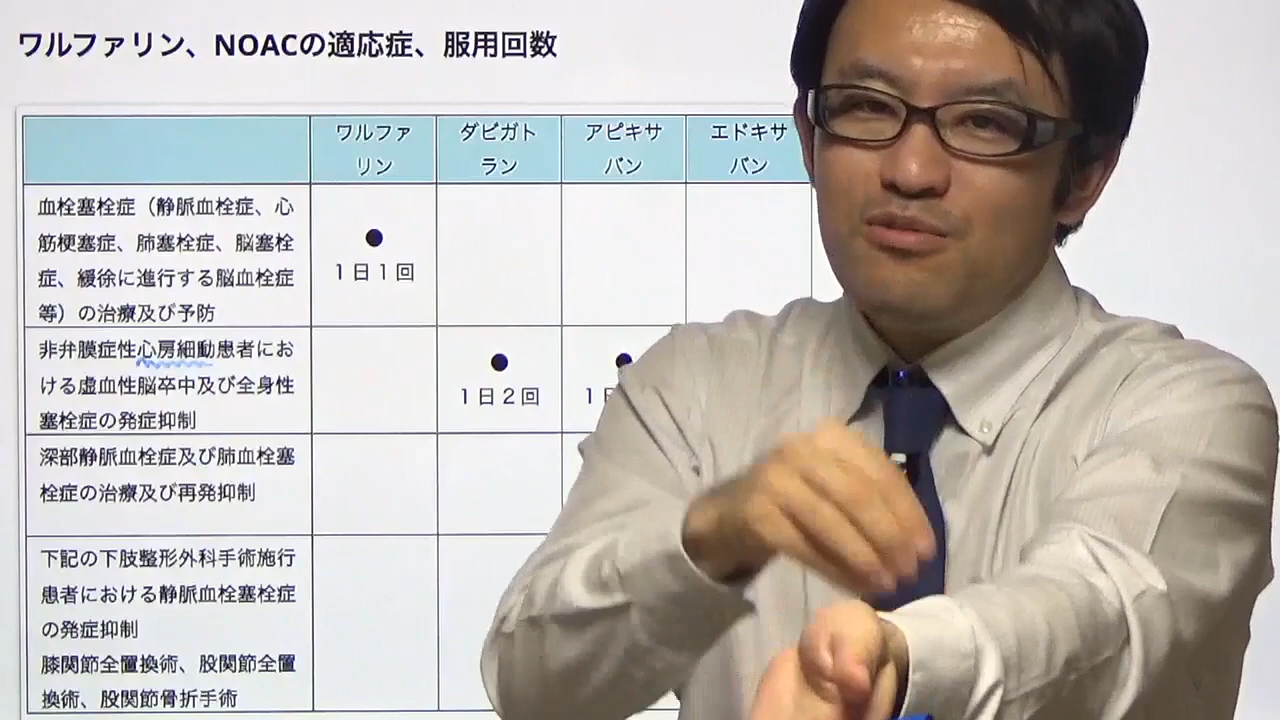 ワルファリン、NOACの適応症、服用回数
ワルファ
リン
ダビガト
ラン
アピキサ
バン
エドキサ
バン
血栓塞栓症（静脈血栓症、心
筋梗塞症、肺塞栓症、脳塞栓
症、緩徐に進行する脳血栓症
等）の治療及び予防
●
１日１回
非弁膜症性心房細動患者にお
ける虚血性脳卒中及び全身性
塞栓症の発症抑制
●
１日２回
●
１日
深部静脈血栓症及び肺血栓塞
栓症の治療及び再発抑制
下記の下肢整形外科手術施行
患者における静脈血栓塞栓症
の発症抑制
膝関節全置換術、股関節全置
換術、股関節骨折手術